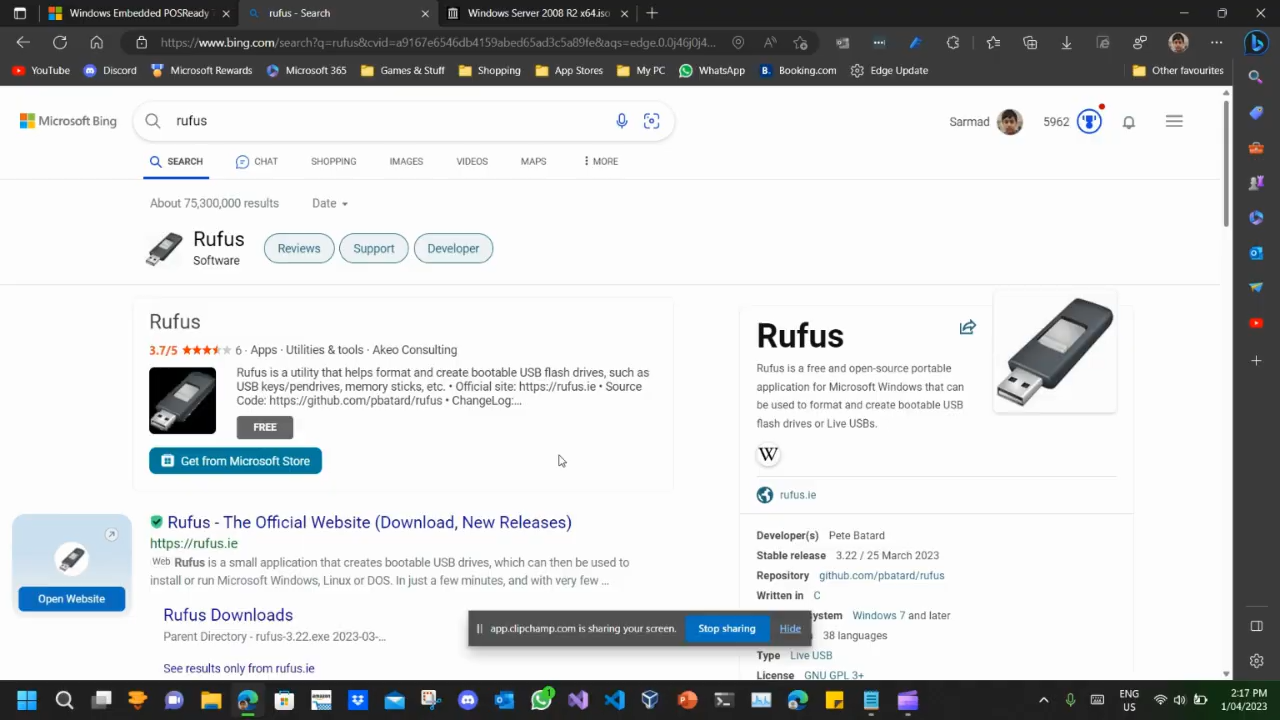 Windows Embedded POSReady
rufus - Search
Windows Server 2008 R2 x64.iso
https://www.bing.com/search?q=rufus&cvid=a9167e6546db4159abed65ad3c5a89fe&aqs=edge.0.0j46j0j4...
YouTube
Discord
Microsoft Rewards
Microsoft 365
Games & Stuff
Shopping
App Stores
My PC
WhatsApp
Booking.com
Edge Update
Other favourites
Microsoft Bing
rufus
Sarmad
5962
SEARCH
CHAT
SHOPPING
IMAGES
VIDEOS
MAPS
MORE
About 75,300,000 results
Date
Rufus
Software
Reviews
Support
Developer
Rufus
3.7/5 ★★★★★ 6 · Apps · Utilities & tools · Akeo Consulting
Rufus is a utility that helps format and create bootable USB flash drives, such as
USB keys/pendrives, memory sticks, etc. • Official site: https://rufus.ie • Source
Code: https://github.com/pbatard/rufus • ChangeLog:...
FREE
Get from Microsoft Store
Rufus - The Official Website (Download, New Releases)
https://rufus.ie
Web Rufus is a small application that creates bootable USB drives, which can then be used to
install or run Microsoft Windows, Linux or DOS. In just a few minutes, and with very few ...
Open Website
Rufus Downloads
Parent Directory - rufus-3.22.exe 2023-03-...
See results only from rufus.ie
Rufus
Rufus is a free and open-source portable
application for Microsoft Windows that can
be used to format and create bootable USB
flash drives or Live USBs.
W
rufus.ie
Developer(s) Pete Batard
Stable release 3.22 / 25 March 2023
Repository github.com/pbatard/rufus
Written in C
ystem Windows 7 and later
38 languages
Type Live USB
GNU GPL 3+
app.clipchamp.com is sharing your screen.
Stop sharing
Hide
ENG
US
2:17 PM
1/04/2023